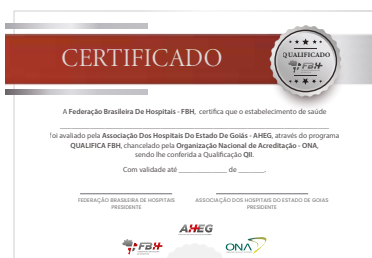 CERTIFICADO
QUALIFICADO
FBH
A Federação Brasileira De Hospitais - FBH, certifica que o estabelecimento de saúde
foi avaliado pela Associação Dos Hospitais Do Estado De Goiás - AHEG, através do programa
QUALIFICA FBH, chancelado pela Organização Nacional de Acreditação - ONA,
sendo lhe conferida a Qualificação QII.
Com validade até ____________ de _______.
FEDERAÇÃO BRASILEIRA DE HOSPITAIS
PRESIDENTE
ASSOCIAÇÃO DOS HOSPITAIS DO ESTADO DE GOIAS
PRESIDENTE
AHEG
FBH
ONA